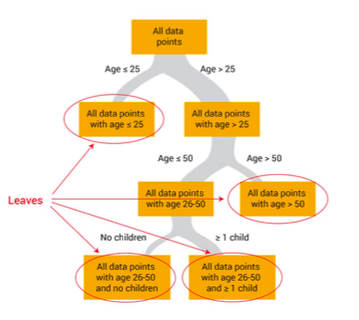 All data
points
Age ≤ 25
Age > 25
All data points
with age ≤ 25
All data points
with age > 25
Age ≤ 50
Age > 50
Leaves
All data points
with age 26-50
All data points
with age > 50
No children
≥ 1 child
All data points
with age 26-50
and no children
All data points
with age 26-50
and ≥ 1 child